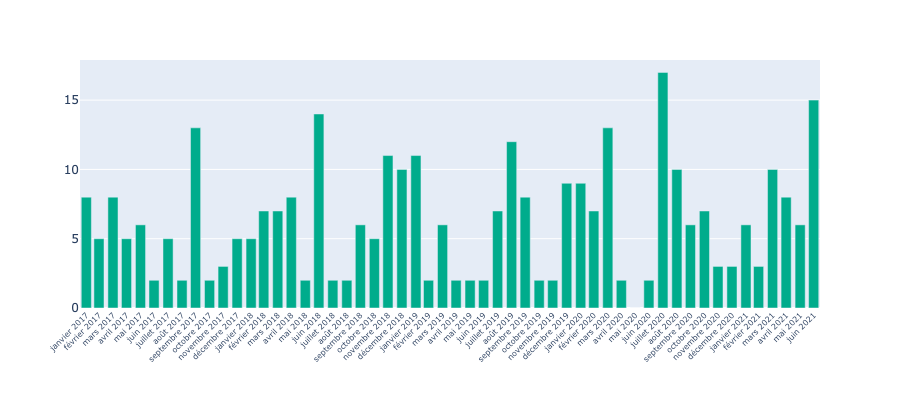 15
10
5
0
janvier 2017
février 2017
mars 2017
avril 2017
mai 2017
juin 2017
juillet 2017
août 2017
septembre 2017
octobre 2017
novembre 2017
décembre 2017
janvier 2018
février 2018
mars 2018
avril 2018
mai 2018
juin 2018
juillet 2018
août 2018
septembre 2018
octobre 2018
novembre 2018
décembre 2018
janvier 2019
février 2019
mars 2019
avril 2019
mai 2019
juin 2019
juillet 2019
août 2019
septembre 2019
octobre 2019
novembre 2019
décembre 2019
janvier 2020
février 2020
mars 2020
avril 2020
mai 2020
juin 2020
juillet 2020
août 2020
septembre 2020
octobre 2020
novembre 2020
décembre 2020
janvier 2021
février 2021
mars 2021
avril 2021
mai 2021
juin 2021